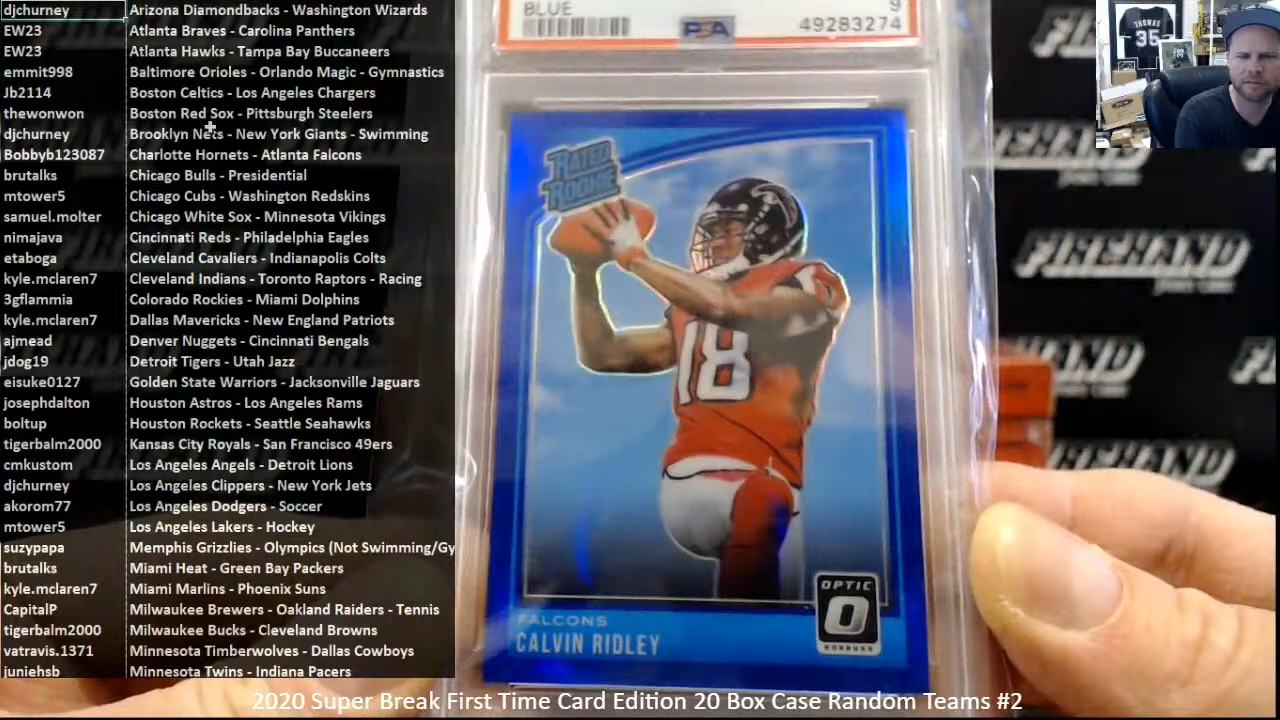 djchurney Arizona Diamondbacks - Washington Wizards
EW23 Atlanta Braves - Carolina Panthers
EW23 Atlanta Hawks - Tampa Bay Buccaneers
emmit998 Baltimore Orioles - Orlando Magic - Gymnastics
Jb2114 Boston Celtics - Los Angeles Chargers
thewonwon Boston Red Sox - Pittsburgh Steelers
djchurney Brooklyn Nets - New York Giants - Swimming
Bobbyb123087 Charlotte Hornets - Atlanta Falcons
brutalks Chicago Bulls - Presidential
mtower5 Chicago Cubs - Washington Redskins
samuel.molter Chicago White Sox - Minnesota Vikings
nimajava Cincinnati Reds - Philadelphia Eagles
etaboga Cleveland Cavaliers - Indianapolis Colts
kyle.mclaren7 Cleveland Indians - Toronto Raptors - Racing
3gflammia Colorado Rockies - Miami Dolphins
kyle.mclaren7 Dallas Mavericks - New England Patriots
ajmead Denver Nuggets - Cincinnati Bengals
jdog19 Detroit Tigers - Utah Jazz
eisuke0127 Golden State Warriors - Jacksonville Jaguars
josephdalton Houston Astros - Los Angeles Rams
boltup Houston Rockets - Seattle Seahawks
tigerbalm2000 Kansas City Royals - San Francisco 49ers
cmkustom Los Angeles Angels - Detroit Lions
djchurney Los Angeles Clippers - New York Jets
akorom77 Los Angeles Dodgers - Soccer
mtower5 Los Angeles Lakers - Hockey
suzypapa Memphis Grizzlies - Olympics (Not Swimming/Gy
brutalks Miami Heat - Green Bay Packers
kyle.mclaren7 Miami Marlins - Phoenix Suns
CapitalP Milwaukee Brewers - Oakland Raiders - Tennis
tigerbalm2000 Milwaukee Bucks - Cleveland Browns
vatravis.1371 Minnesota Timberwolves - Dallas Cowboys
juniehsb Minnesota Twins - Indiana Pacers
BLUE 9
PSA 49283274
RATED
ROOKIE
18
OPTIC
DONRUSS
FALCONS
CALVIN RIDLEY
THOMAS
35
FIREHAND
FIREHAND
2020 Super Break First Time Card Edition 20 Box Case Random Teams #2